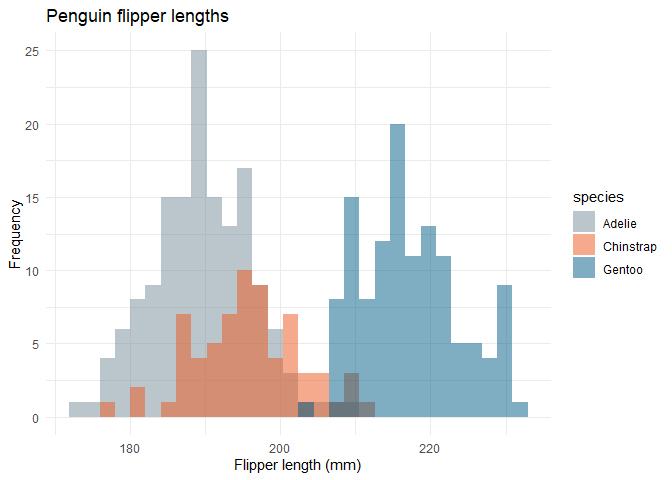 Penguin flipper lengths
25
20
15
10
5
0
Frequency
180
200
220
Flipper length (mm)
species
Adelie
Chinstrap
Gentoo